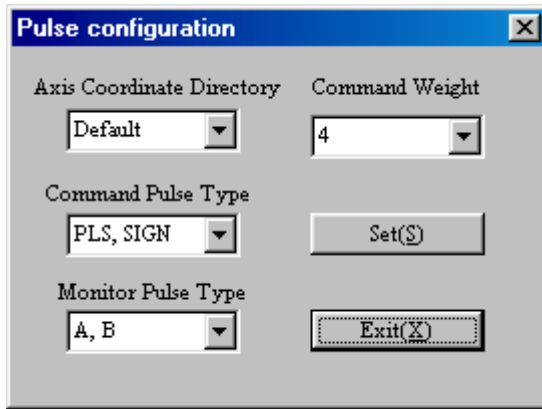 Pulse configuration
Axis Coordinate Directory
Command Weight
Default
4
Command Pulse Type
PLS, SIGN
Set(S)
Monitor Pulse Type
A, B
Exit(X)